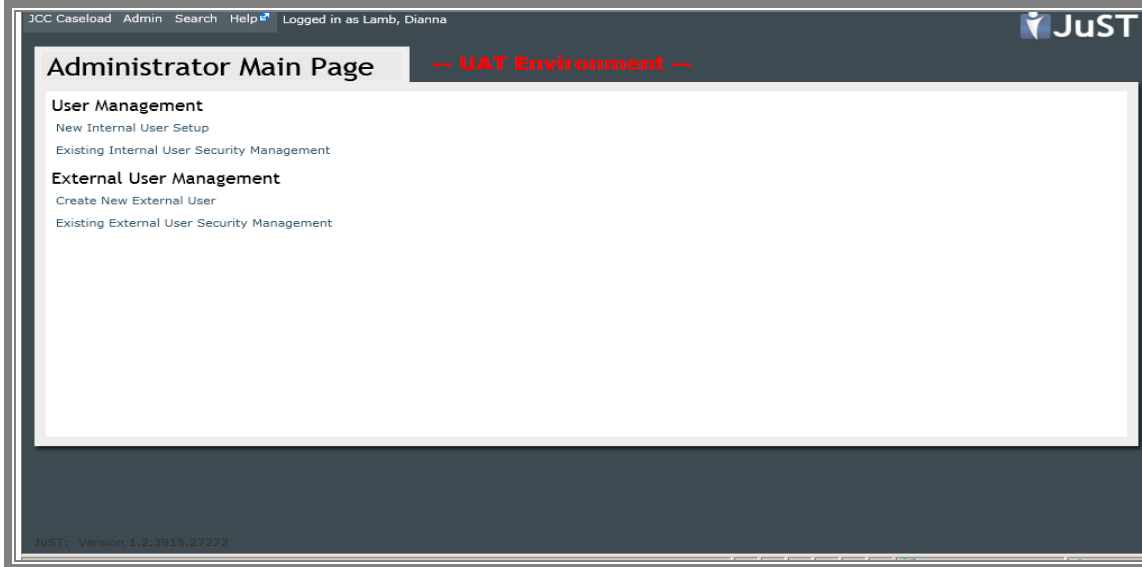 JCC Caseload Admin Search Help Logged in as Lamb, Dianna
JuST
Administrator Main Page
-- UAT Environment --
User Management
New Internal User Setup
Existing Internal User Security Management
External User Management
Create New External User
Existing External User Security Management
JuST: Version 1.2.3915.27272